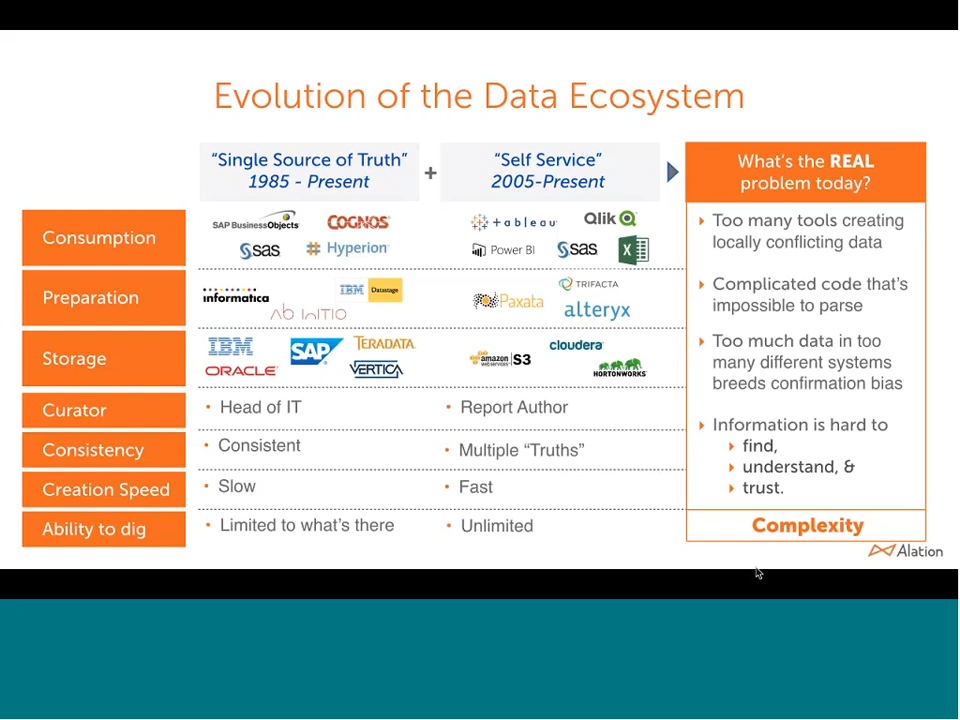 Evolution of the Data Ecosystem
“Single Source of Truth”
1985 - Present
+
“Self Service”
2005-Present
What’s the REAL
problem today?
Consumption
SAP BusinessObjects
COGNOS
sas
Hyperion
+ a b l e a u
Qlik Q
Power BI
sas
X
Preparation
informatica
IBM Datastage
Ab Initio
Paxata
TRIFACTA
alteryx
Storage
IBM
SAP
TERADATA
ORACLE
VERTICA
amazon
webservices S3
cloudera
HORTONWORKS
Curator
• Head of IT
• Report Author
Consistency
• Consistent
• Multiple “Truths”
Creation Speed
• Slow
• Fast
Ability to dig
• Limited to what’s there
• Unlimited
Too many tools creating
locally conflicting data
Complicated code that’s
impossible to parse
Too much data in too
many different systems
breeds confirmation bias
Information is hard to
find,
understand, &
trust.
Complexity
Alation